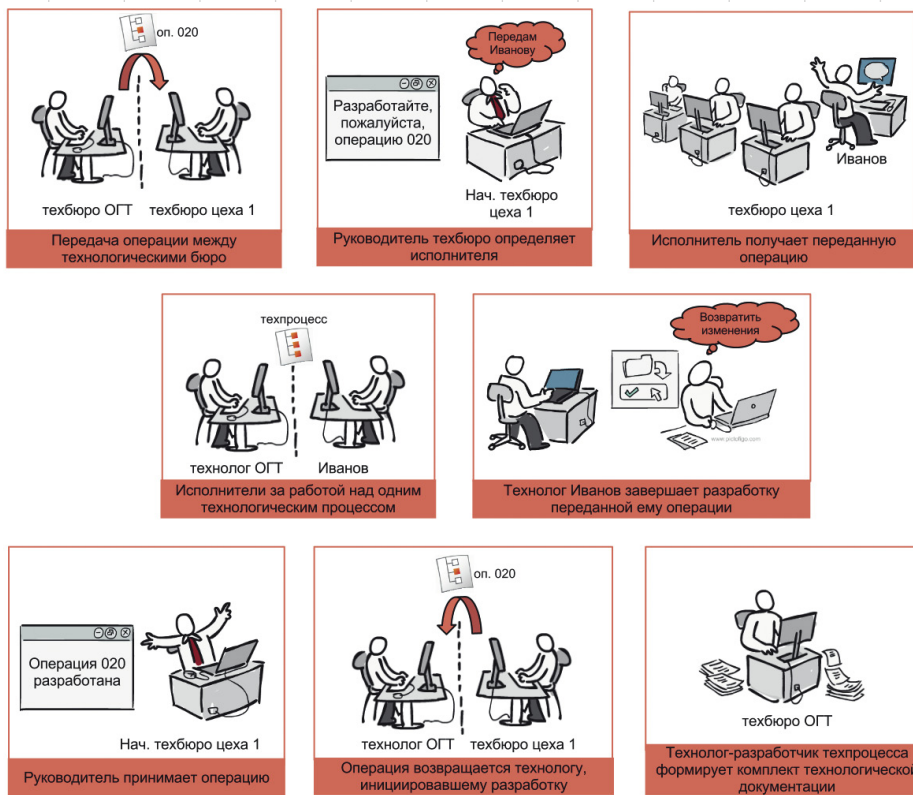 оп. 020
техбюро ОГТ
техбюро цеха 1
Передача операции между
технологическими бюро
Передам
Иванову
Разработайте,
пожалуйста,
операцию 020
Нач. техбюро
цеха 1
Руководитель техбюро определяет
исполнителя
Иванов
техбюро цеха 1
Исполнитель получает переданную
операцию
техпроцесс
технолог ОГТ
Иванов
Исполнители за работой над одним
технологическим процессом
Возвратить
изменения
www.pictofigo.com
Технолог Иванов завершает разработку
переданной ему операции
Операция 020
разработана
Нач. техбюро цеха 1
Руководитель принимает операцию
оп. 020
технолог ОГТ
техбюро цеха 1
Операция возвращается технологу,
инициировавшему разработку
техбюро ОГТ
Технолог-разработчик техпроцесса
формирует комплект технологической
документации